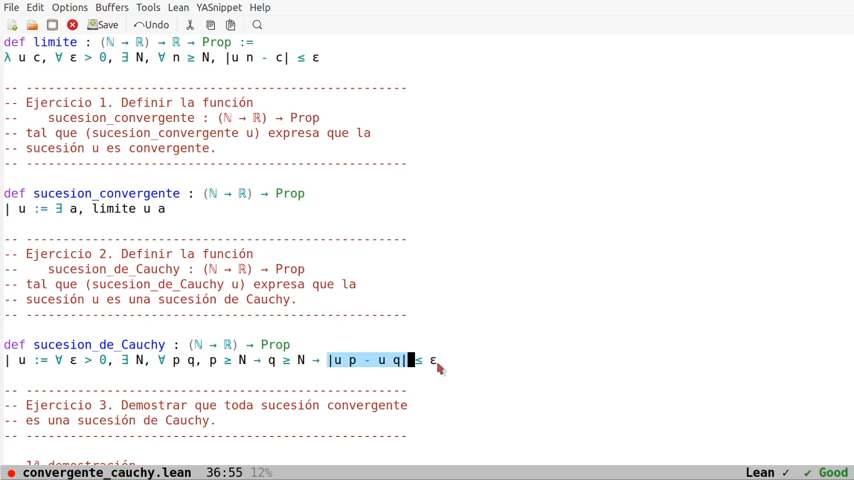 File Edit Options Buffers Tools Lean YASnippet Help
Save Undo
def limite : (ℕ → ℝ) → ℝ → Prop :=
λ u c, ∀ ε > 0, ∃ N, ∀ n ≥ N, |u n - c| ≤ ε
-- ----------------------------------------------------
-- Ejercicio 1. Definir la función
--    sucesion_convergente : (ℕ → ℝ) → Prop
-- tal que (sucesion_convergente u) expresa que la
-- sucesión u es convergente.
-- ----------------------------------------------------
def sucesion_convergente : (ℕ → ℝ) → Prop
| u := ∃ a, limite u a
-- ----------------------------------------------------
-- Ejercicio 2. Definir la función
--    sucesion_de_Cauchy : (ℕ → ℝ) → Prop
-- tal que (sucesion_de_Cauchy u) expresa que la
-- sucesión u es una sucesión de Cauchy.
-- ----------------------------------------------------
def sucesion_de_Cauchy : (ℕ → ℝ) → Prop
| u := ∀ ε > 0, ∃ N, ∀ p q, p ≥ N → q ≥ N → |u p - u q| ≤ ε
-- ----------------------------------------------------
-- Ejercicio 3. Demostrar que toda sucesión convergente
-- es una sucesión de Cauchy.
-- ----------------------------------------------------
-- 1ª demostración
convergente_cauchy.lean 36:55 12% Lean ✓ ✓ Good